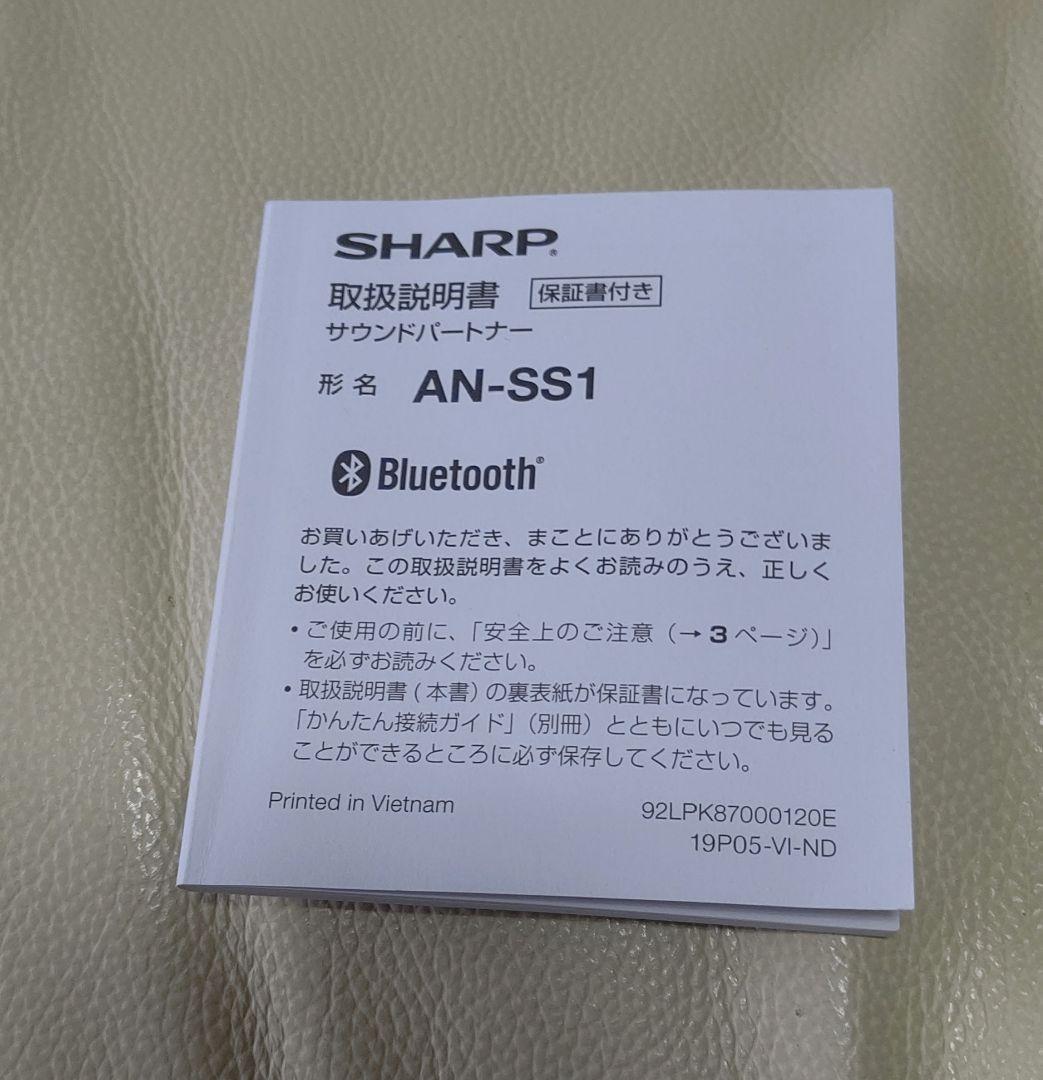 SHARP®
取扱説明書 保証書付き
サウンドパートナー
形名 AN-SS1
Bluetooth®
お買いあげいただき、まことにありがとうございま
した。この取扱説明書をよくお読みのうえ、正しく
お使いください。
• ご使用の前に、「安全上のご注意（→ 3 ページ）」
を必ずお読みください。
• 取扱説明書 ( 本書 ) の裏表紙が保証書になっています。
「かんたん接続ガイド」（別冊）とともにいつでも見る
ことができるところに必ず保存してください。
Printed in Vietnam 92LPK87000120E
19P05-VI-ND